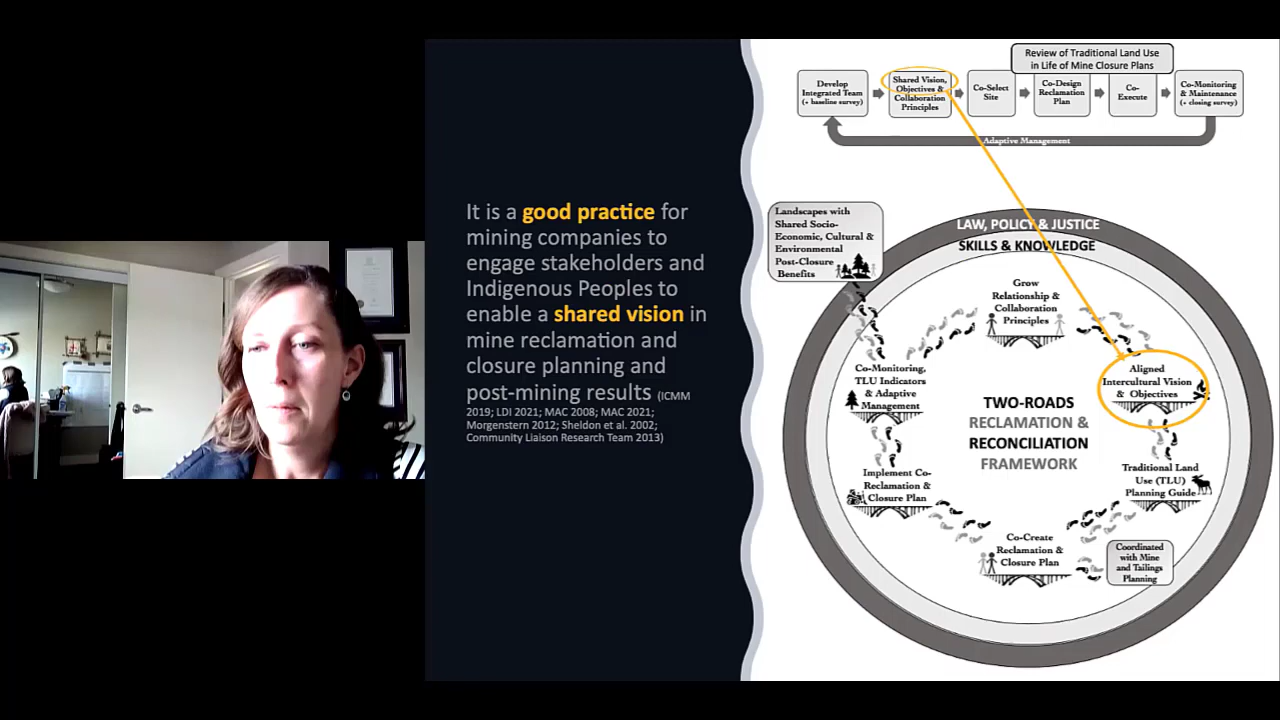 It is a good practice for
mining companies to
engage stakeholders and
Indigenous Peoples to
enable a shared vision in
mine reclamation and
closure planning and
post-mining results (ICMM
2019; LDI 2021; MAC 2008; MAC 2021;
Morgenstern 2012; Sheldon et al. 2002;
Community Liaison Research Team 2013)
Review of Traditional Land Use
in Life of Mine Closure Plans
Develop
Integrated Team
(+ baseline survey)
Shared Vision,
Objectives &
Collaboration
Principles
Co-Select
Site
Co-Design
Reclamation
Plan
Co-
Execute
Co-Monitoring
& Maintenance
(+ closing survey)
Adaptive Management
Landscapes with
Shared Socio-
Economic, Cultural &
Environmental
Post-Closure
Benefits
LAW, POLICY & JUSTICE
SKILLS & KNOWLEDGE
Grow
Relationship &
Collaboration
Principles
Aligned
Intercultural Vision
& Objectives
Traditional Land
Use (TLU)
Planning Guide
Coordinated
with Mine
and Tailings
Planning
Co-Create
Reclamation &
Closure Plan
Implement Co-
Reclamation &
Closure Plan
Co-Monitoring,
TLU Indicators
& Adaptive
Management
TWO-ROADS
RECLAMATION &
RECONCILIATION
FRAMEWORK